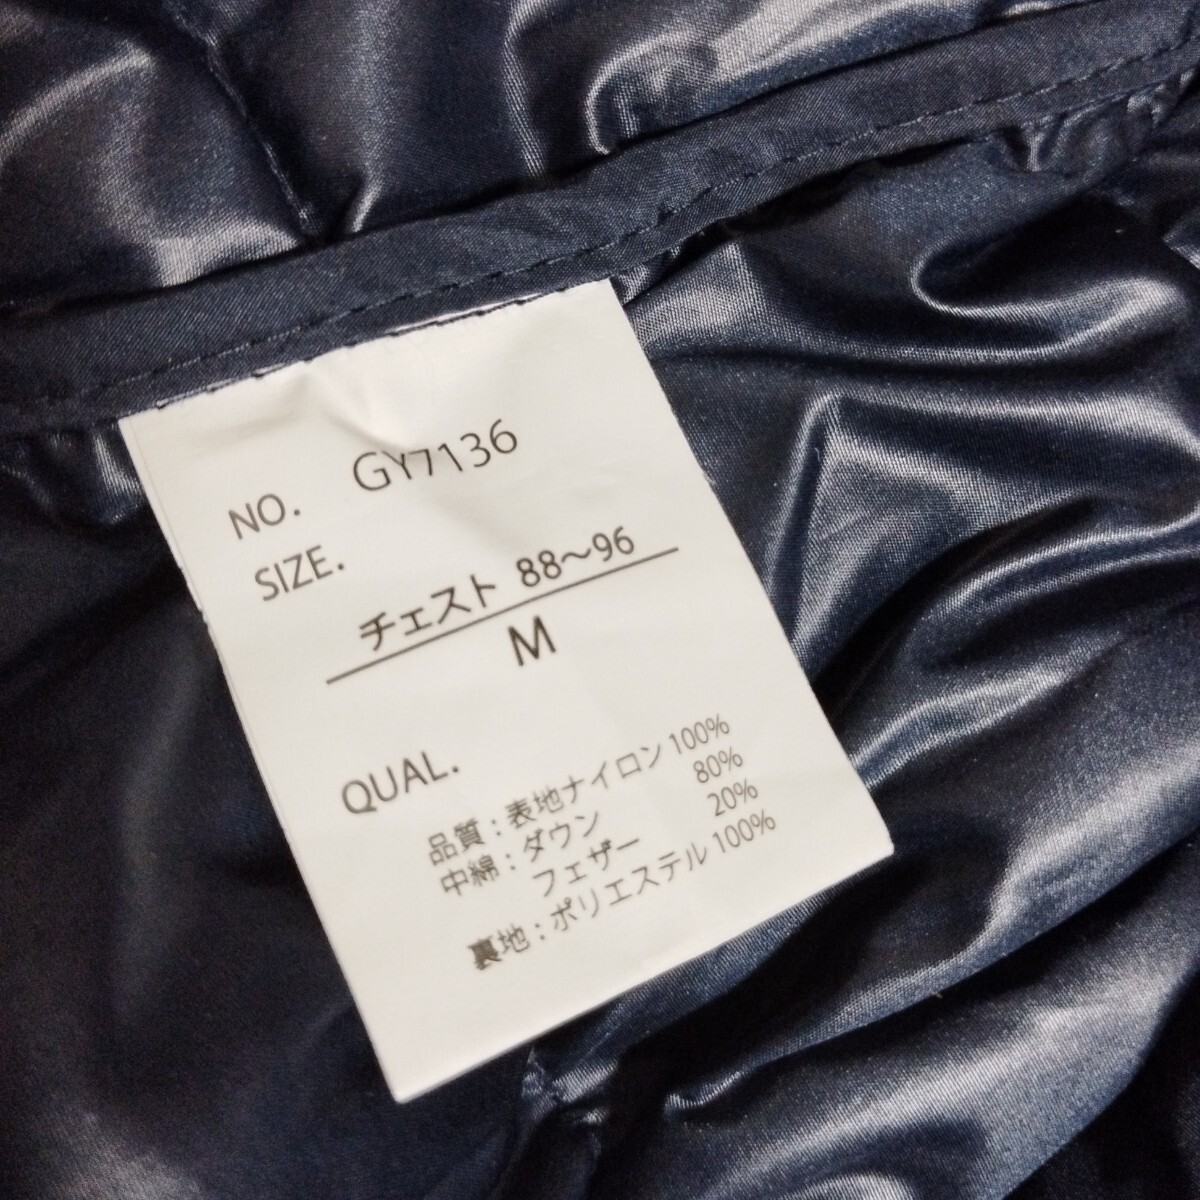 NO. GY7136
SIZE.
チェスト 88～96
M
QUAL.
品質：表地ナイロン 100%
中綿：ダウン 80%
フェザー 20%
裏地：ポリエステル 100%